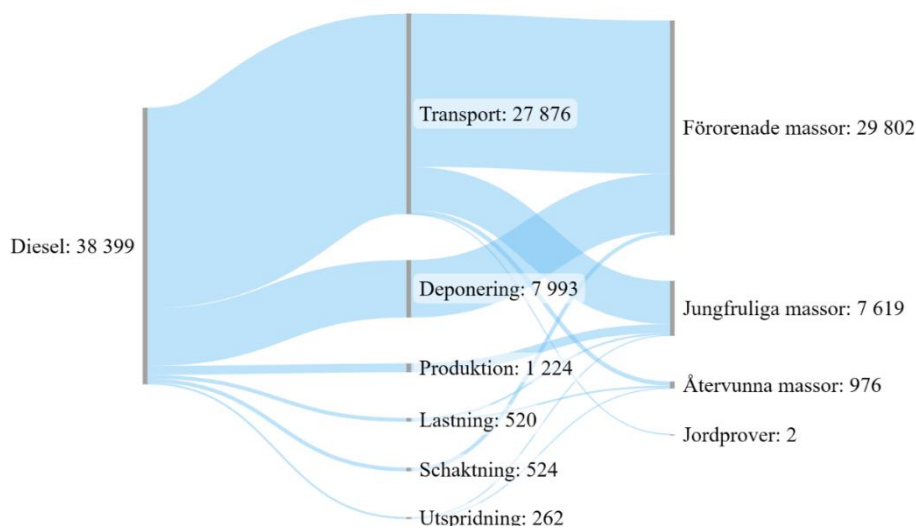 Diesel: 38 399
Transport: 27 876
Deponering: 7 993
Produktion: 1 224
Lastning: 520
Schaktning: 524
Utspridning: 262
Förorenade massor: 29 802
Jungfruliga massor: 7 619
Återvunna massor: 976
Jordprover: 2